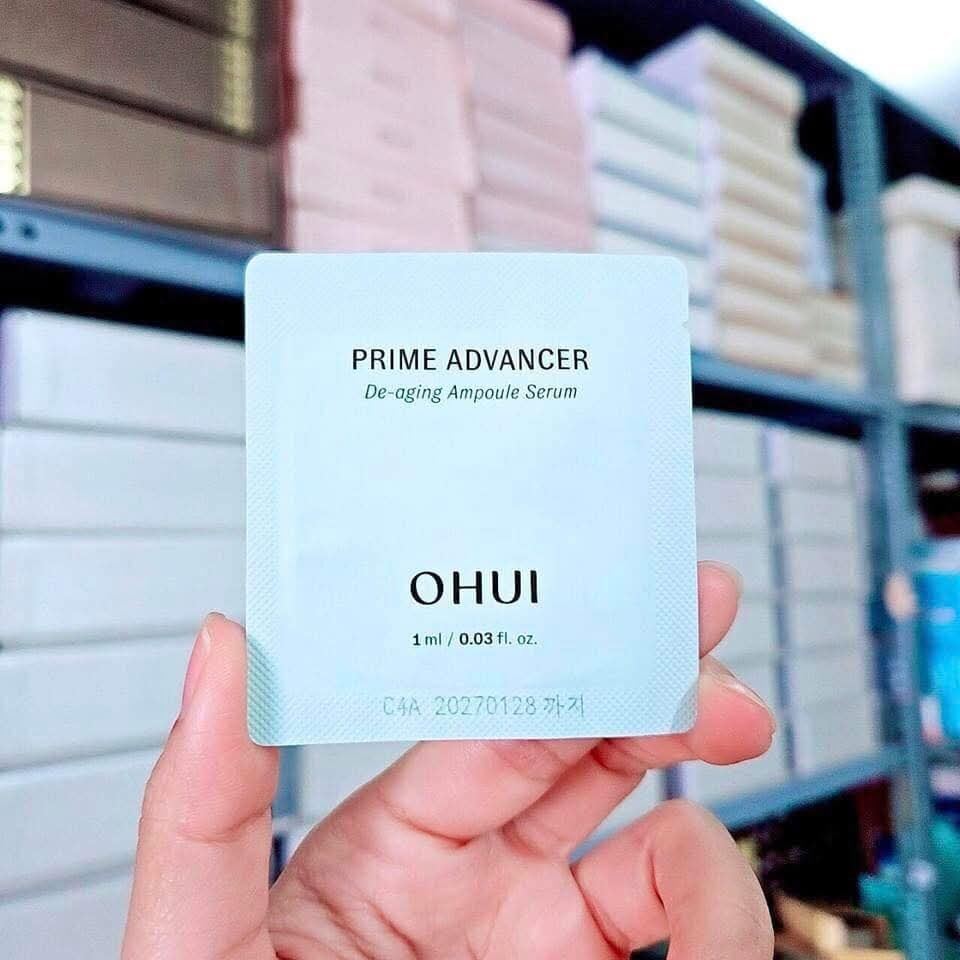 PRIME ADVANCER
De-aging Ampoule Serum
OHUI
1 ml / 0.03 fl. oz.
C4A 20270128 까지